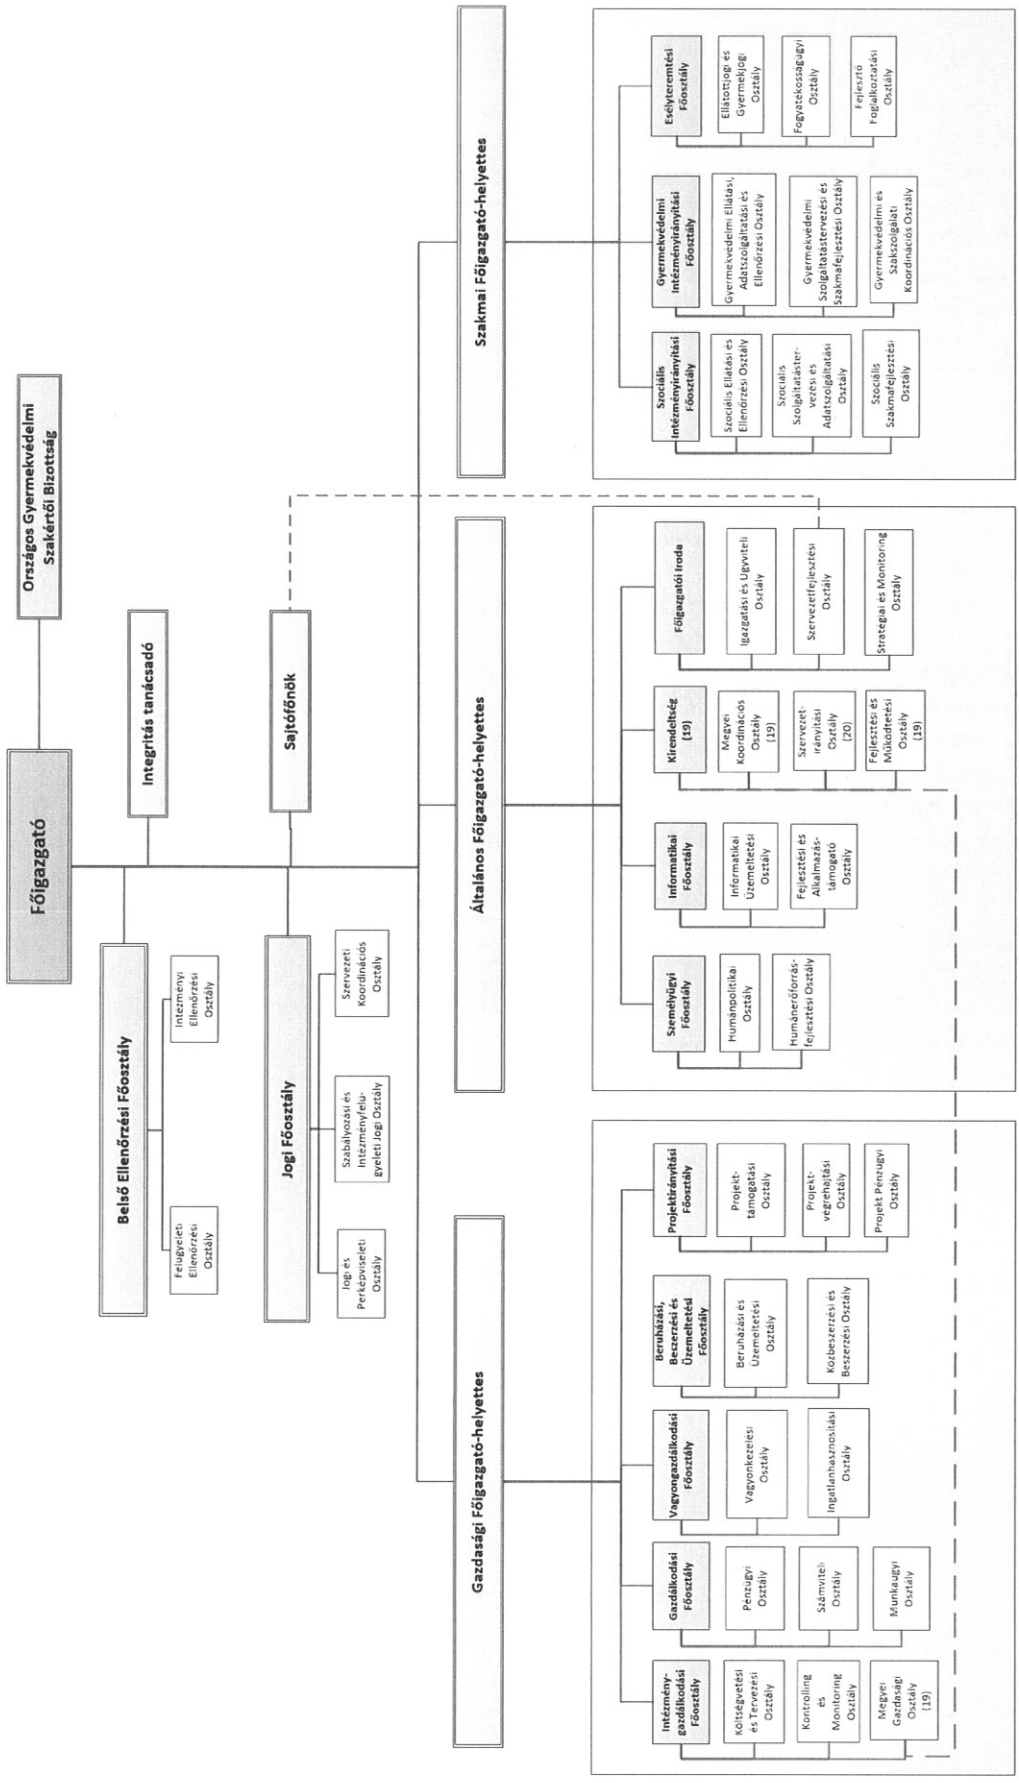 Főigazgató
Országos Gyermekvédelmi
Szakértői Bizottság
Integritás tanácsadó
Belső Ellenőrzési Főosztály
Felügyeleti
Ellenőrzési
Osztály
Intézményi
Ellenőrzési
Osztály
Sajtófőnök
Jogi Főosztály
Jogi és
Perképviseleti
Osztály
Szabályozási és
Intézményfelü-
gyeleti Jogi Osztály
Szervezeti
Koordinációs
Osztály
Gazdasági Főigazgató-helyettes
Intézmény-
gazdálkodási
Főosztály
Költségvetési
és Tervezési
Osztály
Kontrolling
és
Monitoring
Osztály
Megyei
Gazdasági
Osztály
(19)
Gazdálkodási
Főosztály
Pénzügyi
Osztály
Számviteli
Osztály
Munkaügyi
Osztály
Vagyongazdálkodási
Főosztály
Vagyonkezelési
Osztály
Ingatlanhasznosítási
Osztály
Beruházási,
Beszerzési és
Üzemeltetési
Főosztály
Beruházási és
Üzemeltetési
Osztály
Közbeszerzési és
Beszerzési Osztály
Projektirányítási
Főosztály
Projekt-
támogatási
Osztály
Projekt-
végrehajtási
Osztály
Projekt Pénzügyi
Osztály
Általános Főigazgató-helyettes
Személyügyi
Főosztály
Humánpolitikai
Osztály
Humánerőforrás-
fejlesztési Osztály
Informatikai
Főosztály
Informatikai
Üzemeltetési
Osztály
Fejlesztési és
Alkalmazás-
támogató
Osztály
Kirendeltség
(19)
Megyei
Koordinációs
Osztály
(19)
Szervezet-
irányítási
Osztály
(20)
Fejlesztési és
Működtetési
Osztály
(19)
Főigazgatói Iroda
Igazgatási és Ügyviteli
Osztály
Szervezetfejlesztési
Osztály
Stratégiai és Monitoring
Osztály
Szakmai Főigazgató-helyettes
Szociális
Intézményirányítási
Főosztály
Szociális Ellátási és
Ellenőrzési Osztály
Szociális
Szolgáltatáster-
vezési és
Adatszolgáltatási
Osztály
Szociális
Szakmafejlesztési
Osztály
Gyermekvédelmi
Intézményirányítási
Főosztály
Gyermekvédelmi Ellátási,
Adatszolgáltatási és
Ellenőrzési Osztály
Gyermekvédelmi
Szolgáltatástervezési és
Szakmafejlesztési Osztály
Gyermekvédelmi és
Szakszolgálati
Koordinációs Osztály
Esélyteremtési
Főosztály
Ellátottjogi és
Gyermekjogi
Osztály
Fogyatékosságügyi
Osztály
Fejlesztő
Foglalkoztatási
Osztály